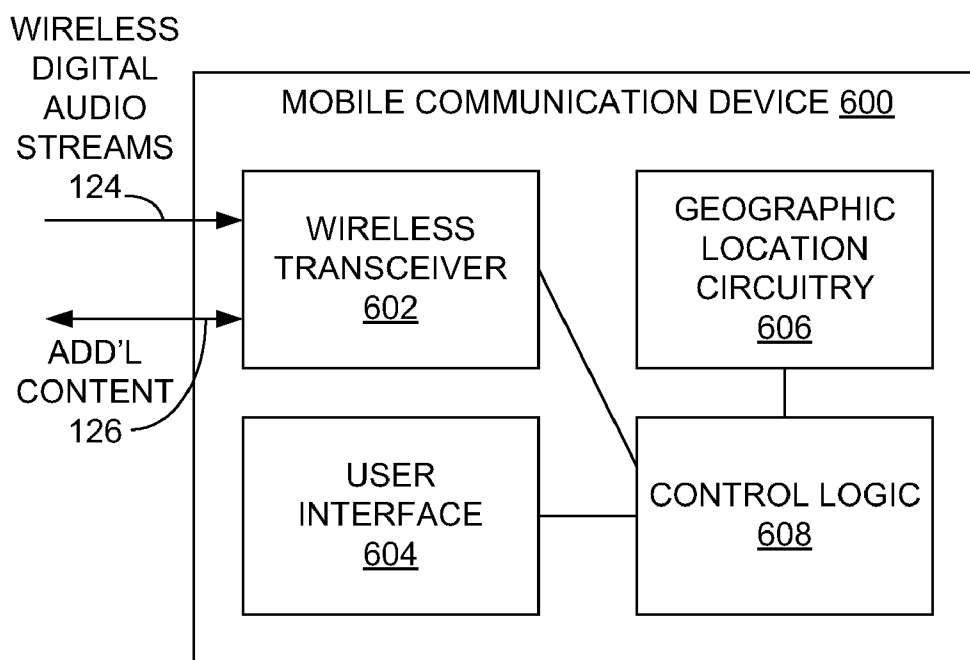 WIRELESS
DIGITAL
AUDIO
STREAMS
124
MOBILE COMMUNICATION DEVICE 600
WIRELESS
TRANSCEIVER
602
GEOGRAPHIC
LOCATION
CIRCUITRY
606
ADD'L
CONTENT
126
USER
INTERFACE
604
CONTROL LOGIC
608